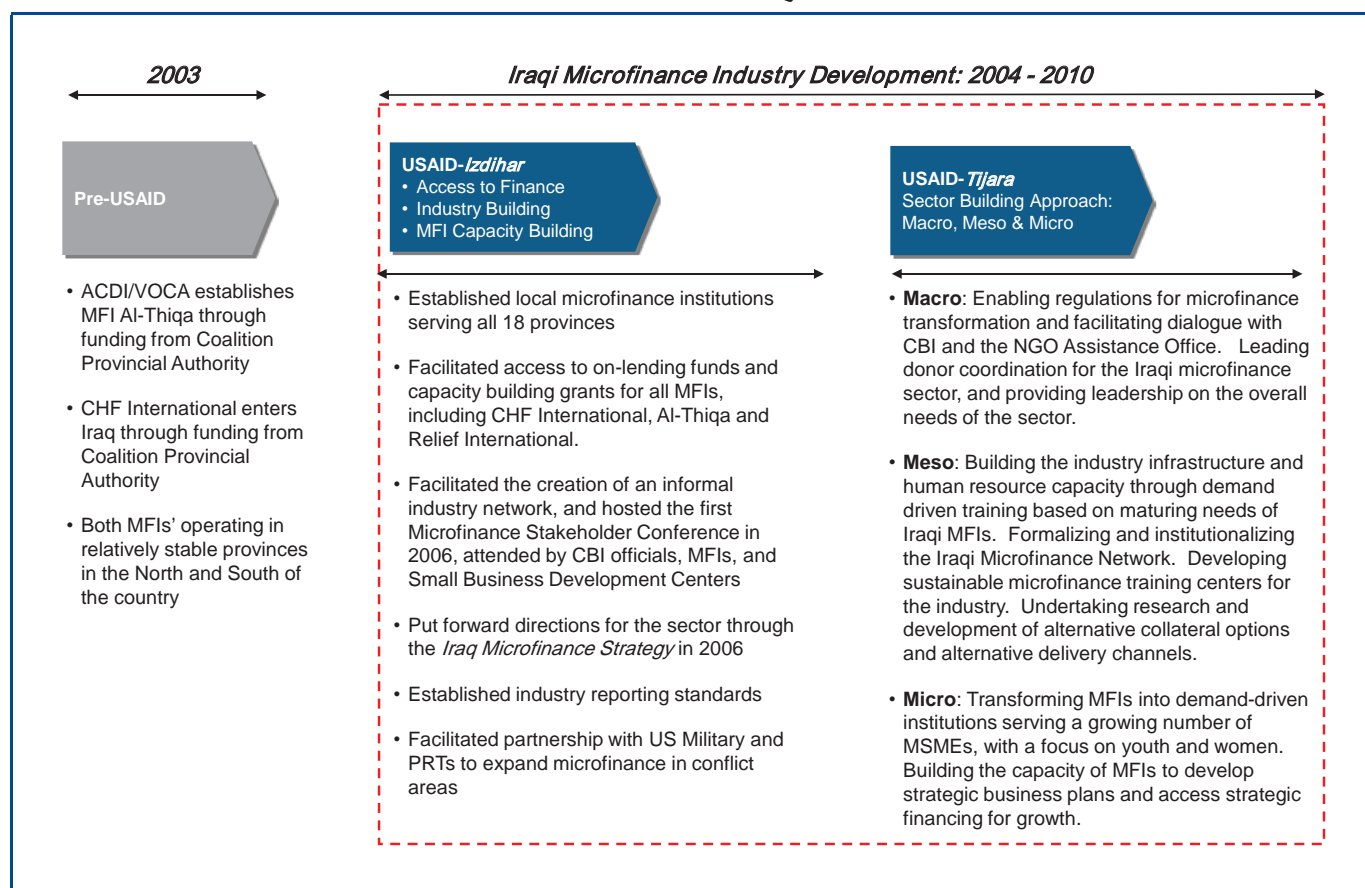 2003
Iraqi Microfinance Industry Development: 2004 - 2010
Pre-USAID
• ACDI/VOCA establishes
MFI Al-Thiqa through
funding from Coalition
Provincial Authority
• CHF International enters
Iraq through funding from
Coalition Provincial
Authority
• Both MFIs’ operating in
relatively stable provinces
in the North and South of
the country
USAID-Izdihar
• Access to Finance
• Industry Building
• MFI Capacity Building
• Established local microfinance institutions
serving all 18 provinces
• Facilitated access to on-lending funds and
capacity building grants for all MFIs,
including CHF International, Al-Thiqa and
Relief International.
• Facilitated the creation of an informal
industry network, and hosted the first
Microfinance Stakeholder Conference in
2006, attended by CBI officials, MFIs, and
Small Business Development Centers
• Put forward directions for the sector through
the Iraq Microfinance Strategy in 2006
• Established industry reporting standards
• Facilitated partnership with US Military and
PRTs to expand microfinance in conflict
areas
USAID-Tijara
Sector Building Approach:
Macro, Meso & Micro
• Macro: Enabling regulations for microfinance
transformation and facilitating dialogue with
CBI and the NGO Assistance Office.  Leading
donor coordination for the Iraqi microfinance
sector, and providing leadership on the overall
needs of the sector.
• Meso: Building the industry infrastructure and
human resource capacity through demand
driven training based on maturing needs of
Iraqi MFIs.  Formalizing and institutionalizing
the Iraqi Microfinance Network.  Developing
sustainable microfinance training centers for
the industry.  Undertaking research and
development of alternative collateral options
and alternative delivery channels.
• Micro: Transforming MFIs into demand-driven
institutions serving a growing number of
MSMEs, with a focus on youth and women.
Building the capacity of MFIs to develop
strategic business plans and access strategic
financing for growth.